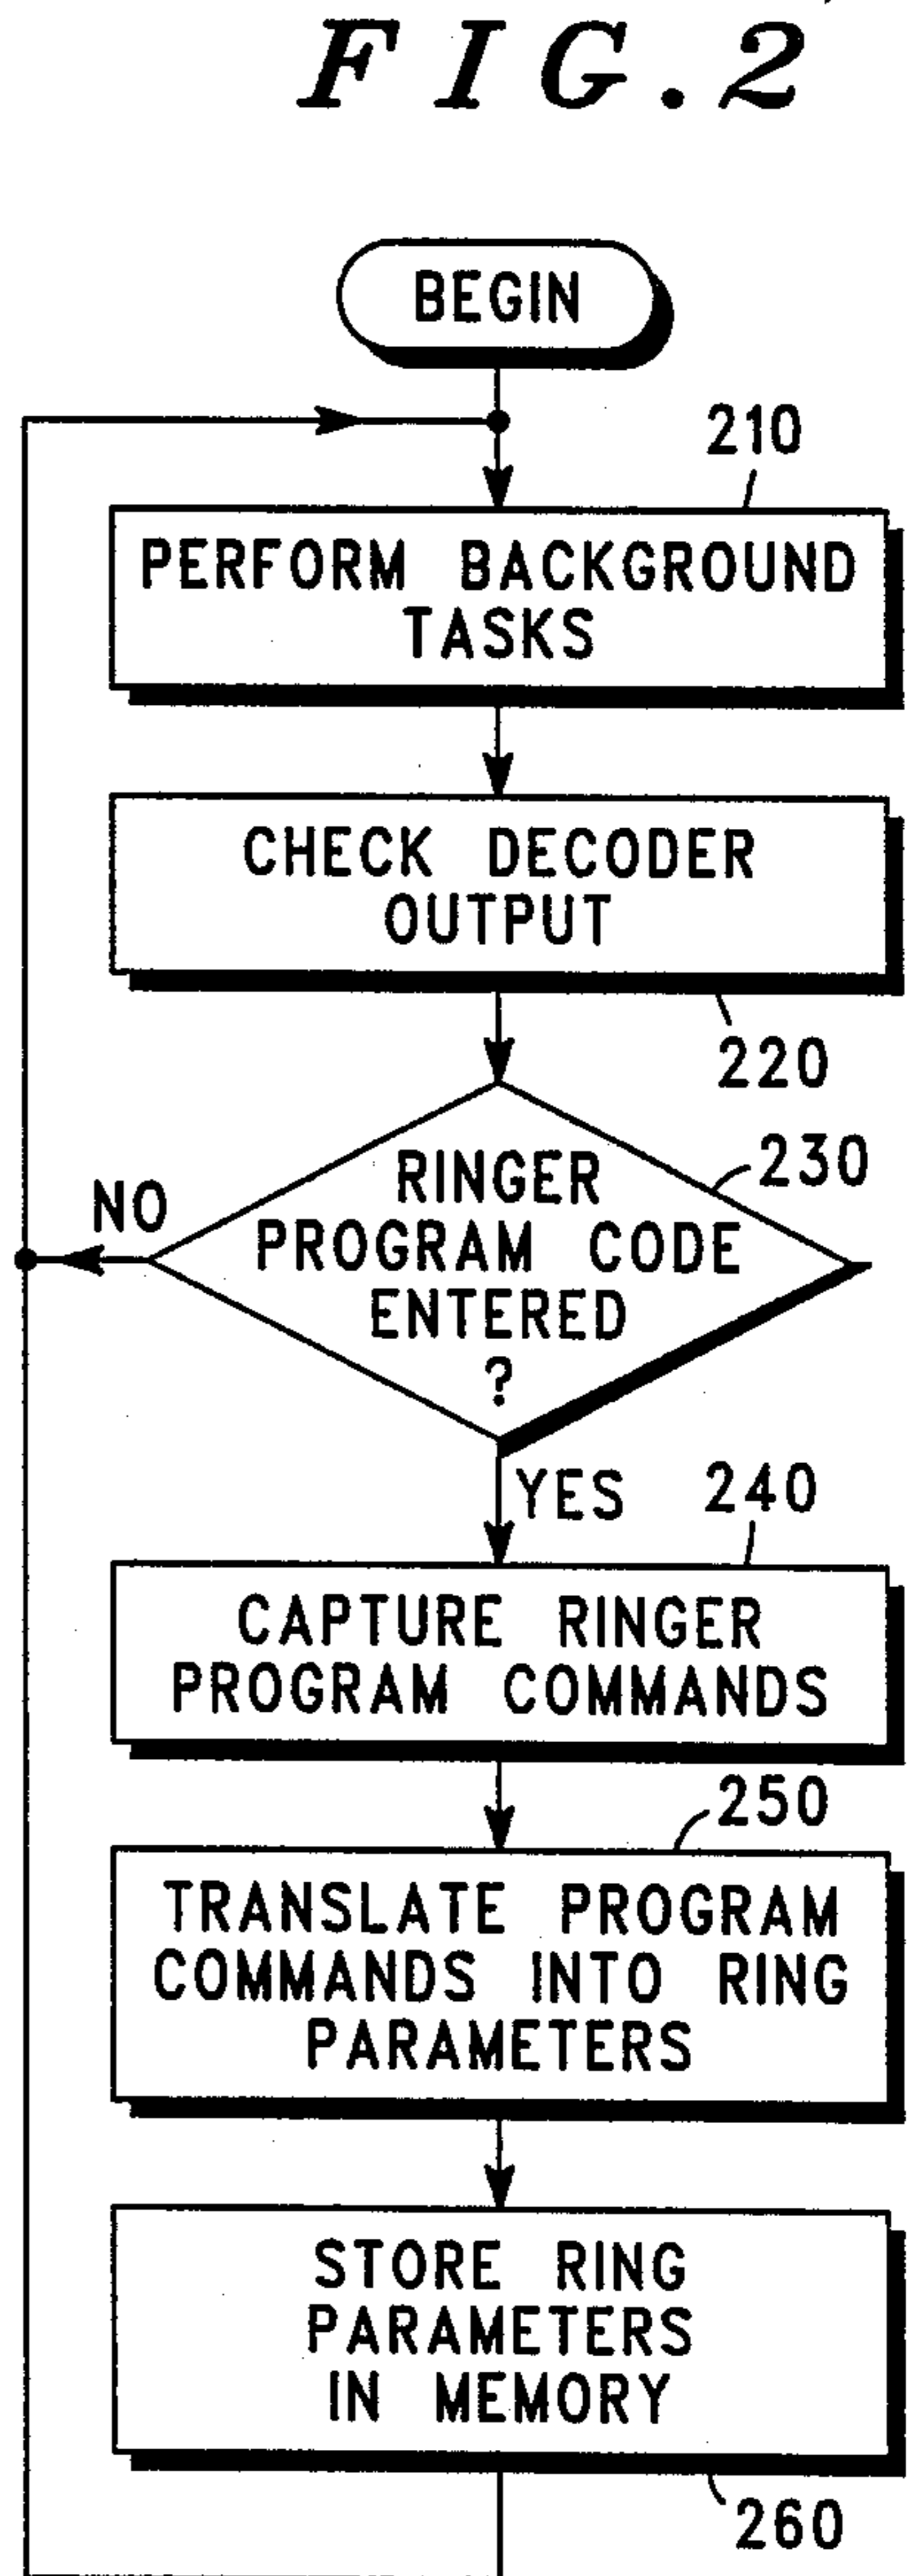 FIG.2
BEGIN
210
PERFORM BACKGROUND
TASKS
CHECK DECODER
OUTPUT
220
230
RINGER
PROGRAM CODE
ENTERED
?
NO
YES
240
CAPTURE RINGER
PROGRAM COMMANDS
250
TRANSLATE PROGRAM
COMMANDS INTO RING
PARAMETERS
STORE RING
PARAMETERS
IN MEMORY
260